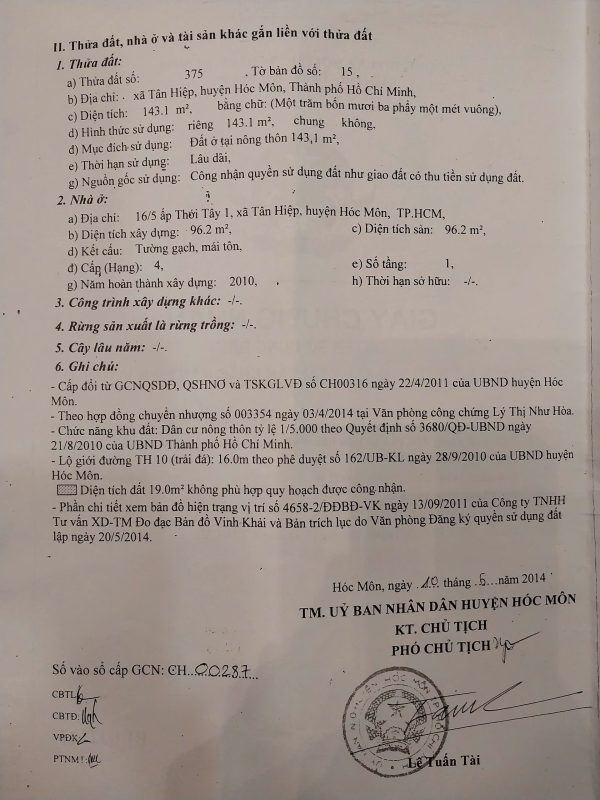 II. Thửa đất, nhà ở và tài sản khác gắn liền với thửa đất
1. Thửa đất:
a) Thửa đất số: 375 , Tờ bản đồ số: 15 ,
b) Địa chỉ: . xã Tân Hiệp, huyện Hóc Môn, Thành phố Hồ Chí Minh,
c) Diện tích: 143.1 m², bằng chữ: (Một trăm bốn mươi ba phẩy một mét vuông),
d) Hình thức sử dụng: riêng 143.1 m², chung không,
đ) Mục đích sử dụng: Đất ở tại nông thôn 143,1 m²,
e) Thời hạn sử dụng: Lâu dài,
g) Nguồn gốc sử dụng: Công nhận quyền sử dụng đất như giao đất có thu tiền sử dụng đất.
2. Nhà ở:
a) Địa chỉ: 16/5 ấp Thới Tây 1, xã Tân Hiệp, huyện Hóc Môn, TP.HCM,
b) Diện tích xây dựng: 96.2 m², c) Diện tích sàn: 96.2 m²,
d) Kết cấu: Tường gạch, mái tôn,
đ) Cấp (Hạng): 4, e) Số tầng: 1,
g) Năm hoàn thành xây dựng: 2010, h) Thời hạn sở hữu: -/-.
3. Công trình xây dựng khác: -/-.
4. Rừng sản xuất là rừng trồng: -/-.
5. Cây lâu năm: -/-.
6. Ghi chú:
- Cấp đổi từ GCNQSDĐ, QSHNƠ và TSKGLVĐ số CH00316 ngày 22/4/2011 của UBND huyện Hóc
Môn.
- Theo hợp đồng chuyển nhượng số 003354 ngày 03/4/2014 tại Văn phòng công chứng Lý Thị Như Hòa.
- Chức năng khu đất: Dân cư nông thôn tỷ lệ 1/5.000 theo Quyết định số 3680/QĐ-UBND ngày
21/8/2010 của UBND Thành phố Hồ Chí Minh.
- Lộ giới đường TH 10 (trái đá): 16.0m theo phê duyệt số 162/UB-KL ngày 28/9/2010 của UBND huyện
Hóc Môn.
Diện tích đất 19.0m² không phù hợp quy hoạch được công nhận.
- Phần chi tiết xem bản đồ hiện trạng vị trí số 4658-2/ĐĐBĐ-VK ngày 13/09/2011 của Công ty TNHH
Tư vấn XD-TM Đo đạc Bản đồ Vinh Khải và Bản trích lục do Văn phòng Đăng ký quyền sử dụng đất
lập ngày 20/5/2014.
Hóc Môn, ngày .10. tháng .6...năm 2014
TM. UỶ BAN NHÂN DÂN HUYỆN HÓC MÔN
KT. CHỦ TỊCH
PHÓ CHỦ TỊCH
Số vào sổ cấp GCN: CH..00287...
CBTL:
CBTĐ:
VPĐK:
PTNMT:
Lê Tuấn Tài